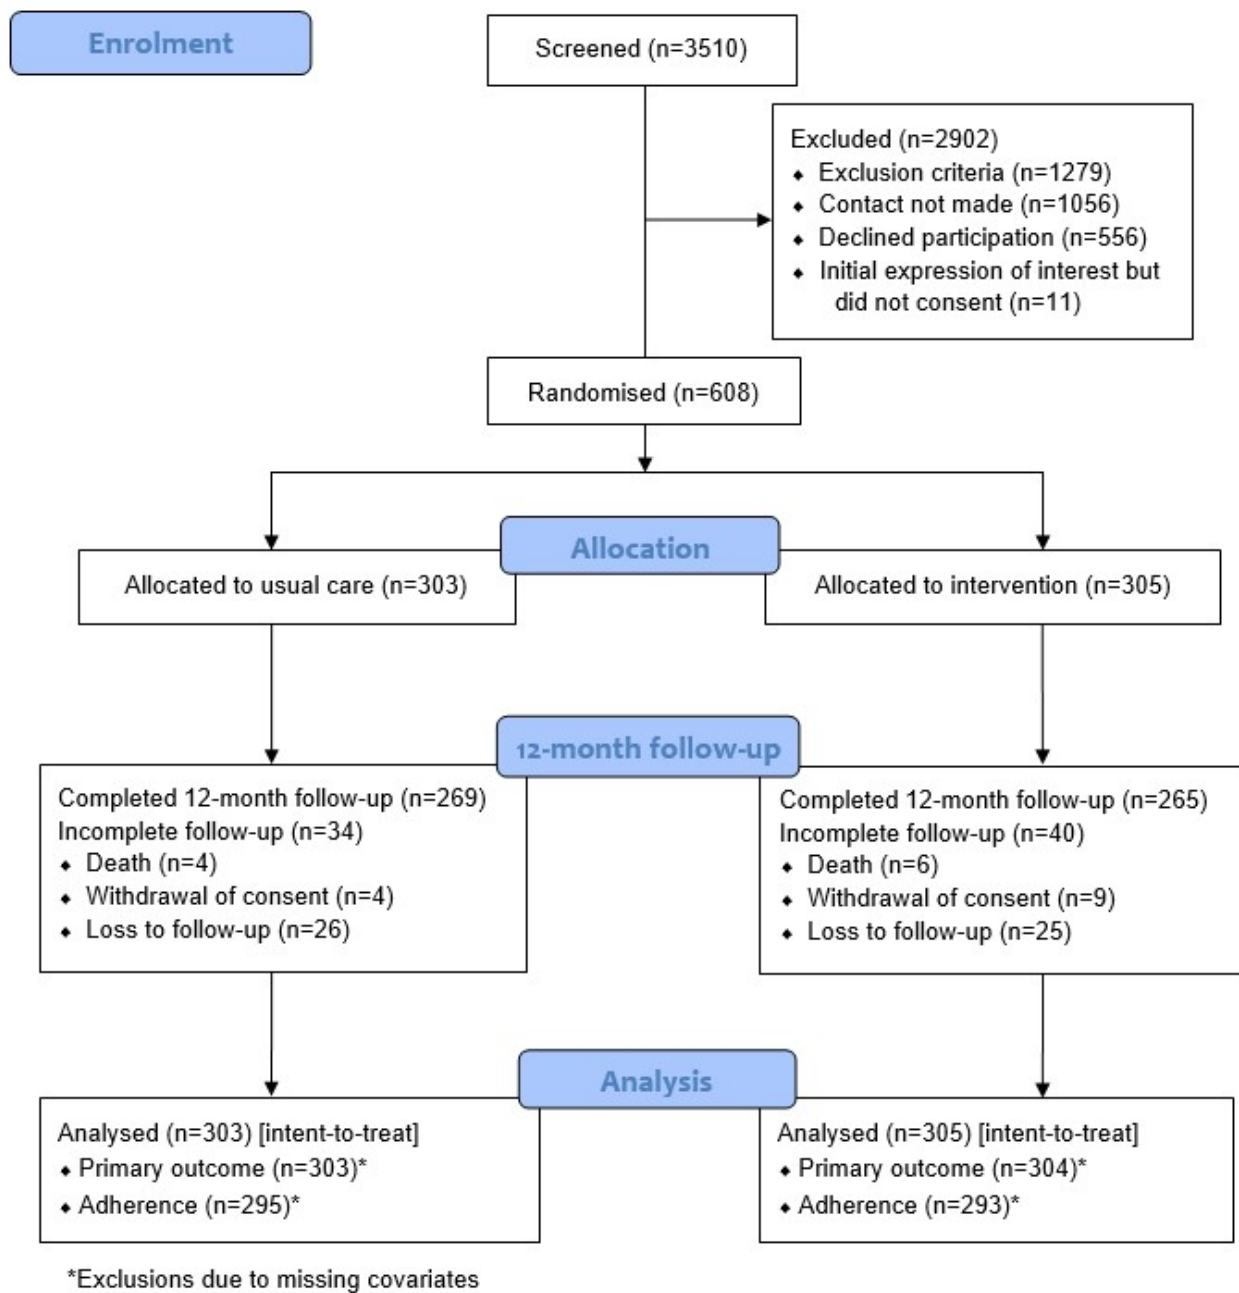 Enrolment
Screened (n=3510)
Excluded (n=2902)
⬥ Exclusion criteria (n=1279)
⬥ Contact not made (n=1056)
⬥ Declined participation (n=556)
⬥ Initial expression of interest but
did not consent (n=11)
Randomised (n=608)
Allocation
Allocated to usual care (n=303)
Allocated to intervention (n=305)
12-month follow-up
Completed 12-month follow-up (n=269)
Incomplete follow-up (n=34)
⬥ Death (n=4)
⬥ Withdrawal of consent (n=4)
⬥ Loss to follow-up (n=26)
Completed 12-month follow-up (n=265)
Incomplete follow-up (n=40)
⬥ Death (n=6)
⬥ Withdrawal of consent (n=9)
⬥ Loss to follow-up (n=25)
Analysis
Analysed (n=303) [intent-to-treat]
⬥ Primary outcome (n=303)*
⬥ Adherence (n=295)*
Analysed (n=305) [intent-to-treat]
⬥ Primary outcome (n=304)*
⬥ Adherence (n=293)*
*Exclusions due to missing covariates